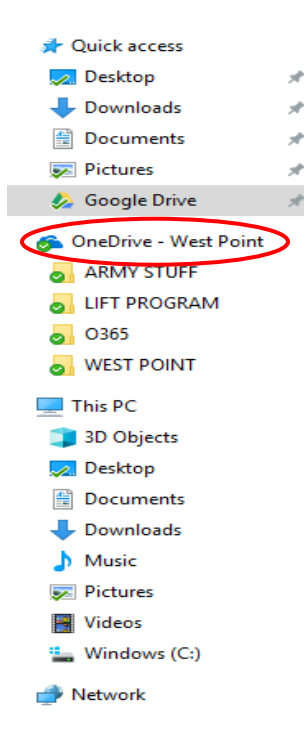 Quick access
Desktop
Downloads
Documents
Pictures
Google Drive
OneDrive - West Point
ARMY STUFF
LIFT PROGRAM
O365
WEST POINT
This PC
3D Objects
Desktop
Documents
Downloads
Music
Pictures
Videos
Windows (C:)
Network